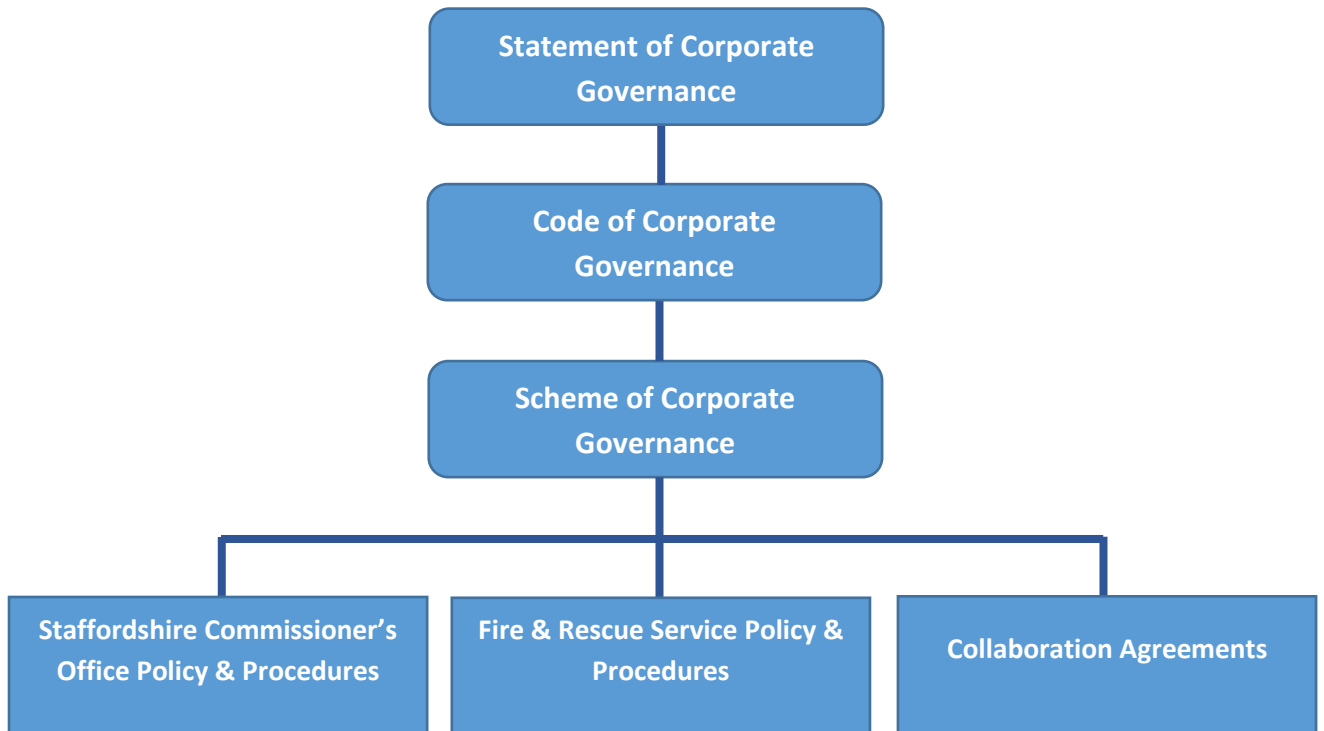 Statement of Corporate
Governance
Code of Corporate
Governance
Scheme of Corporate
Governance
Staffordshire Commissioner’s
Office Policy & Procedures
Fire & Rescue Service Policy &
Procedures
Collaboration Agreements